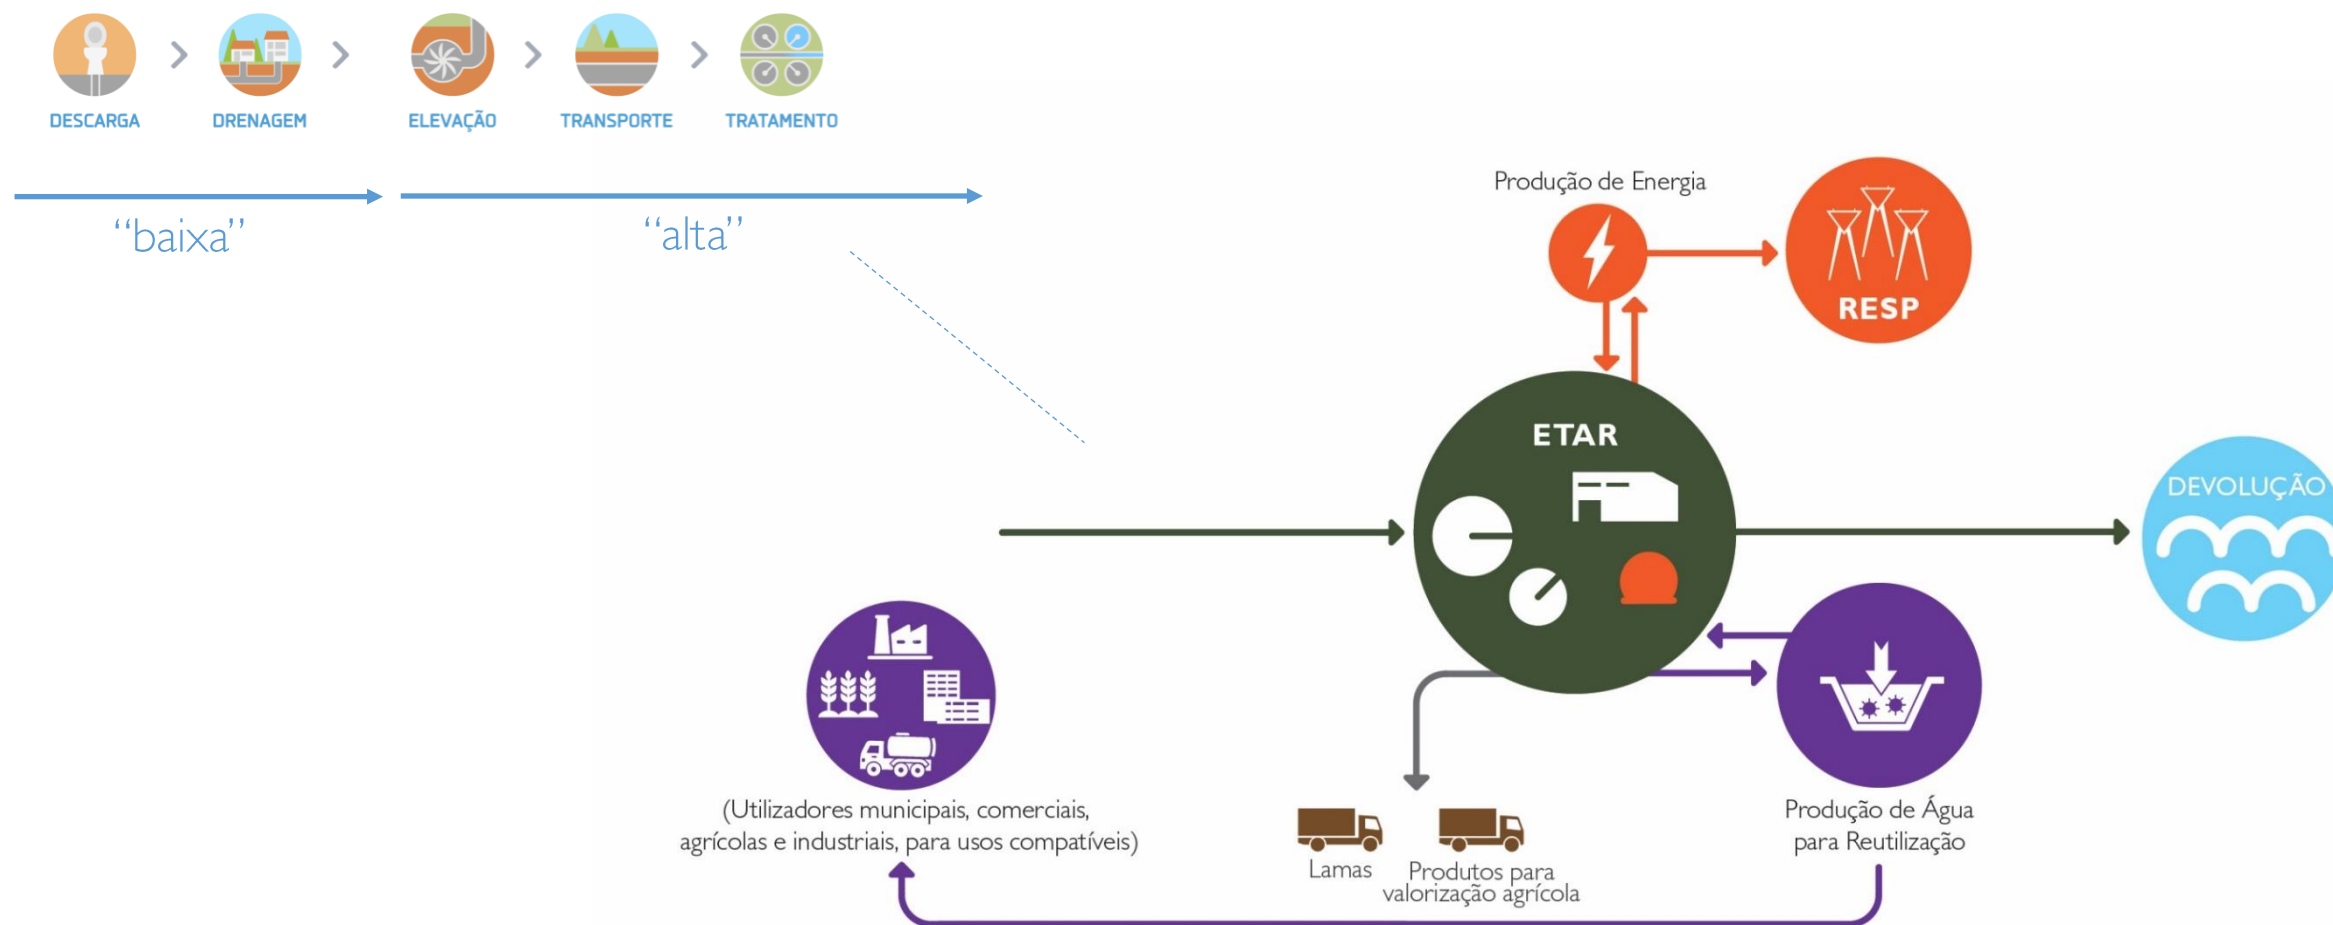 DESCARGA
DRENAGEM
ELEVAÇÃO
TRANSPORTE
TRATAMENTO
“baixa”
“alta”
Produção de Energia
RESP
ETAR
DEVOLUÇÃO
(Utilizadores municipais, comerciais,
agrícolas e industriais, para usos compatíveis)
Lamas
Produtos para
valorização agrícola
Produção de Água
para Reutilização